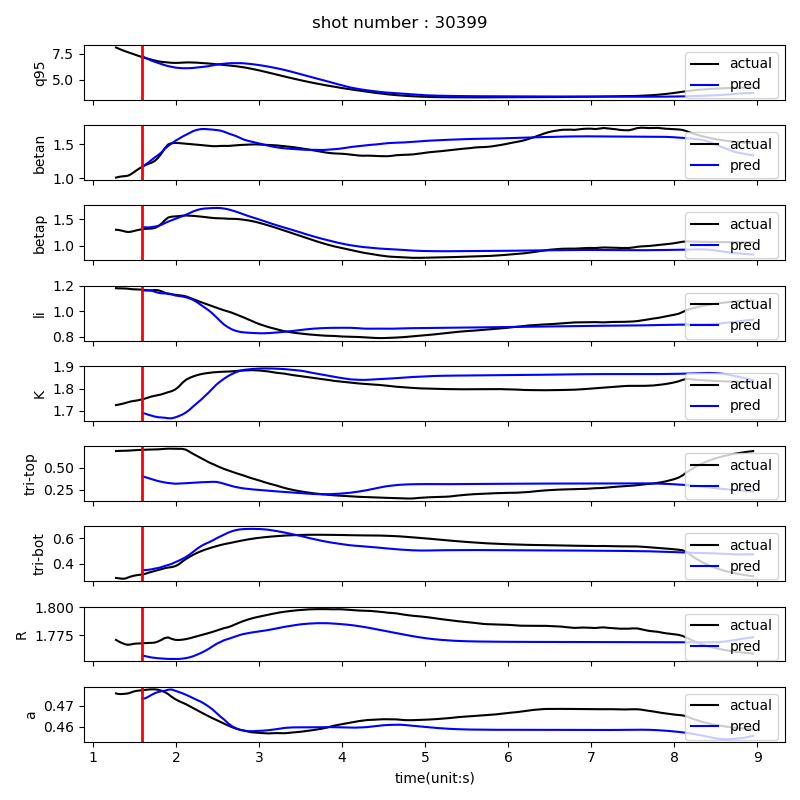 shot number : 30399
7.5
5.0
q95
actual
pred
1.5
1.0
betan
actual
pred
1.5
1.0
betap
actual
pred
1.2
1.0
0.8
li
actual
pred
1.9
1.8
1.7
K
actual
pred
0.50
0.25
tri-top
actual
pred
0.6
0.4
tri-bot
actual
pred
1.800
1.775
R
actual
pred
0.47
0.46
a
actual
pred
1 2 3 4 5 6 7 8 9
time(unit:s)